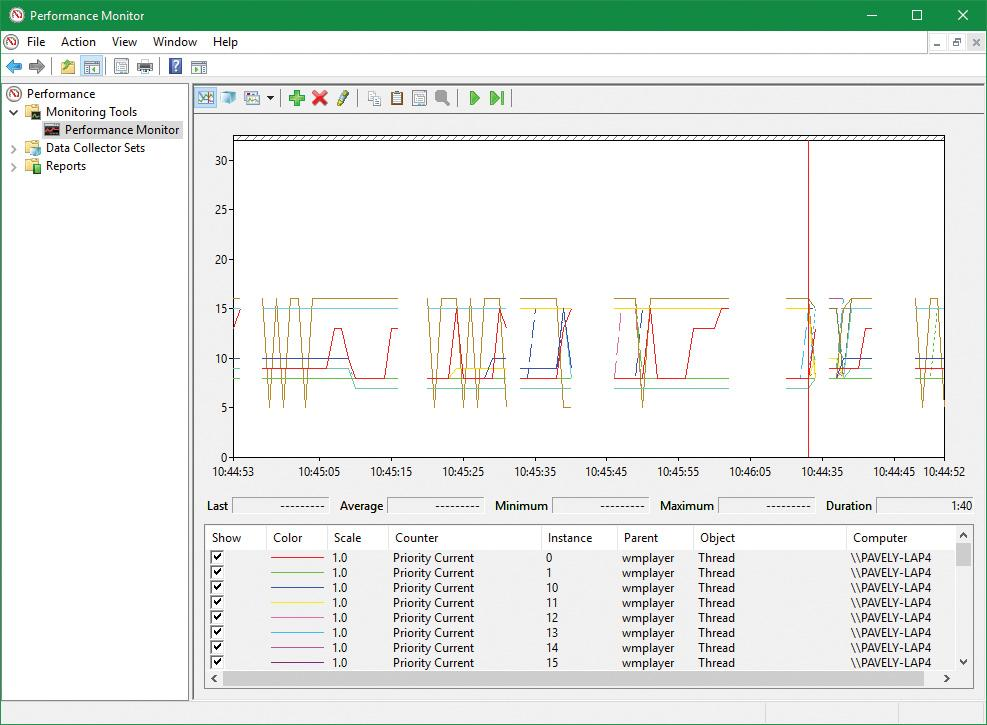 Performance Monitor
File Action View Window Help
Performance
Monitoring Tools
Performance Monitor
Data Collector Sets
Reports
30
25
20
15
10
5
0
10:44:53 10:45:05 10:45:15 10:45:25 10:45:35 10:45:45 10:45:55 10:46:05 10:44:35 10:44:45 10:44:52
Last --------- Average --------- Minimum --------- Maximum --------- Duration 1:40
Show Color Scale Counter Instance Parent Object Computer
1.0 Priority Current 0 wmplayer Thread \\PAVELY-LAP4
1.0 Priority Current 1 wmplayer Thread \\PAVELY-LAP4
1.0 Priority Current 10 wmplayer Thread \\PAVELY-LAP4
1.0 Priority Current 11 wmplayer Thread \\PAVELY-LAP4
1.0 Priority Current 12 wmplayer Thread \\PAVELY-LAP4
1.0 Priority Current 13 wmplayer Thread \\PAVELY-LAP4
1.0 Priority Current 14 wmplayer Thread \\PAVELY-LAP4
1.0 Priority Current 15 wmplayer Thread \\PAVELY-LAP4